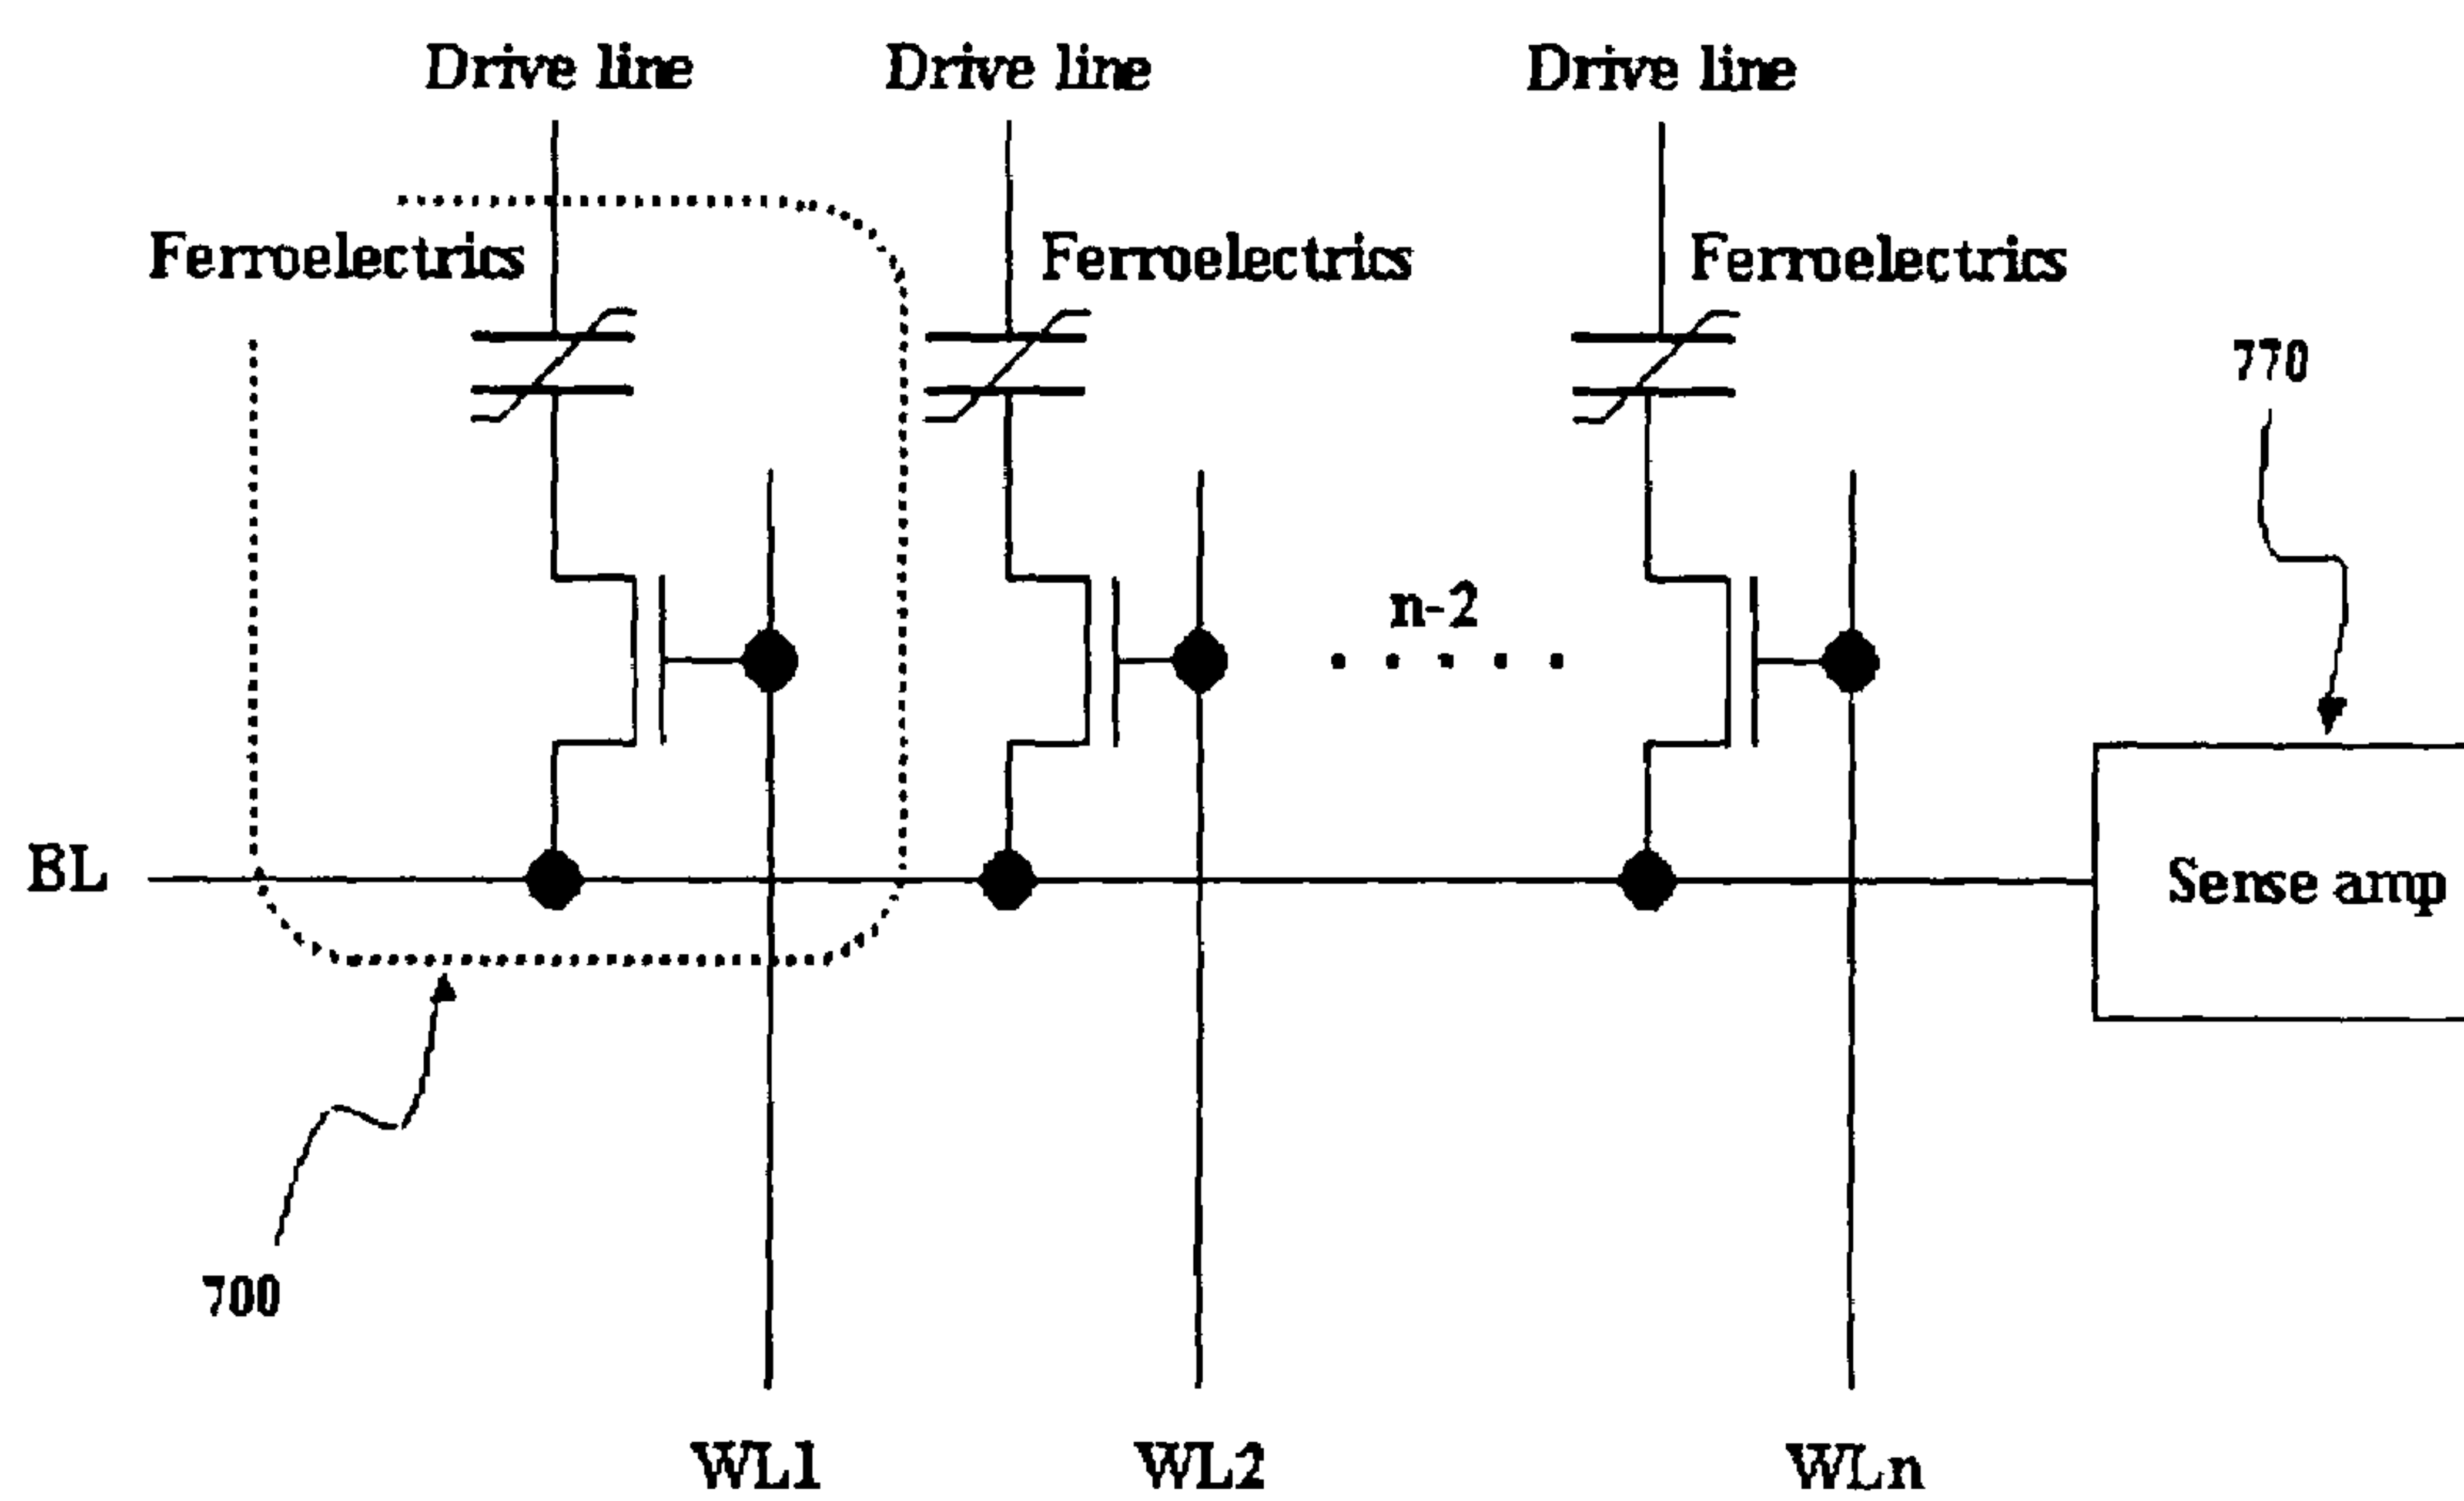 Drive line
Drive line
Drive line
Ferroelectrics
Ferroelectrics
Ferroelectrics
770
n-2
BL
Sense amp
700
WL1
WL2
WLn